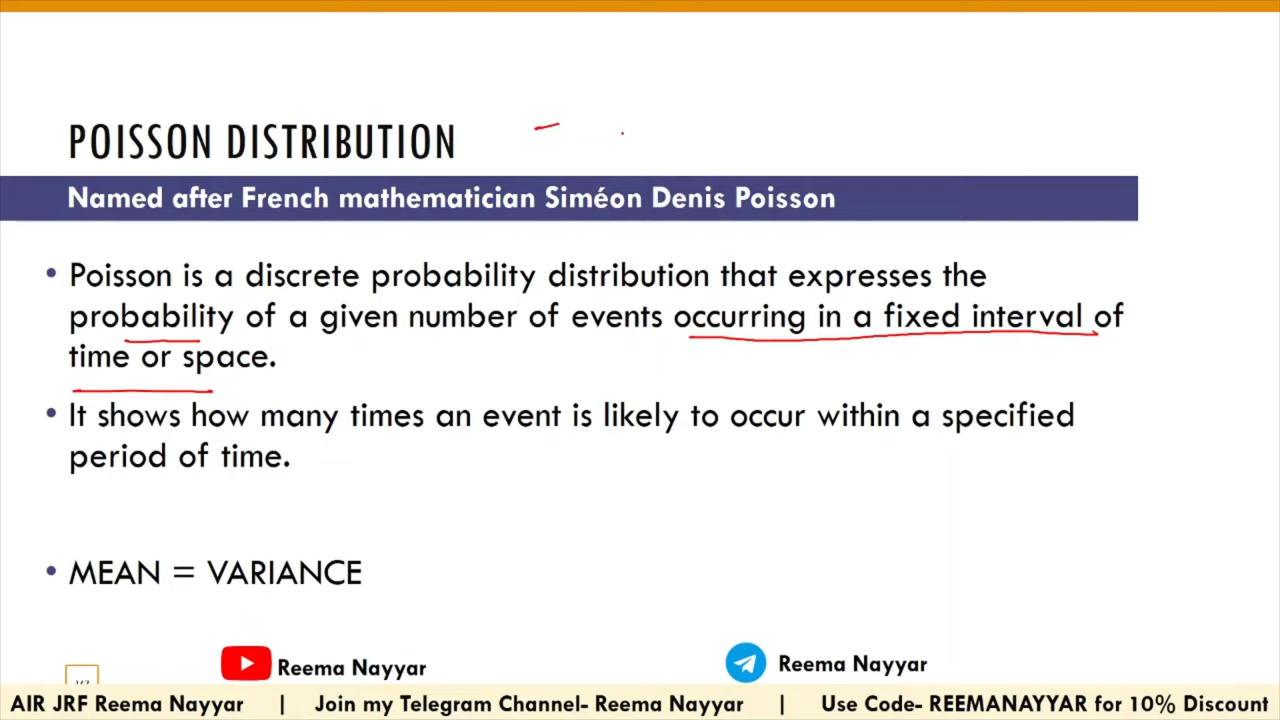 POISSON DISTRIBUTION
Named after French mathematician Siméon Denis Poisson
• Poisson is a discrete probability distribution that expresses the
probability of a given number of events occurring in a fixed interval of
time or space.
• It shows how many times an event is likely to occur within a specified
period of time.
• MEAN = VARIANCE
Reema Nayyar
Reema Nayyar
AIR JRF Reema Nayyar | Join my Telegram Channel- Reema Nayyar | Use Code- REEMANAYYAR for 10% Discount